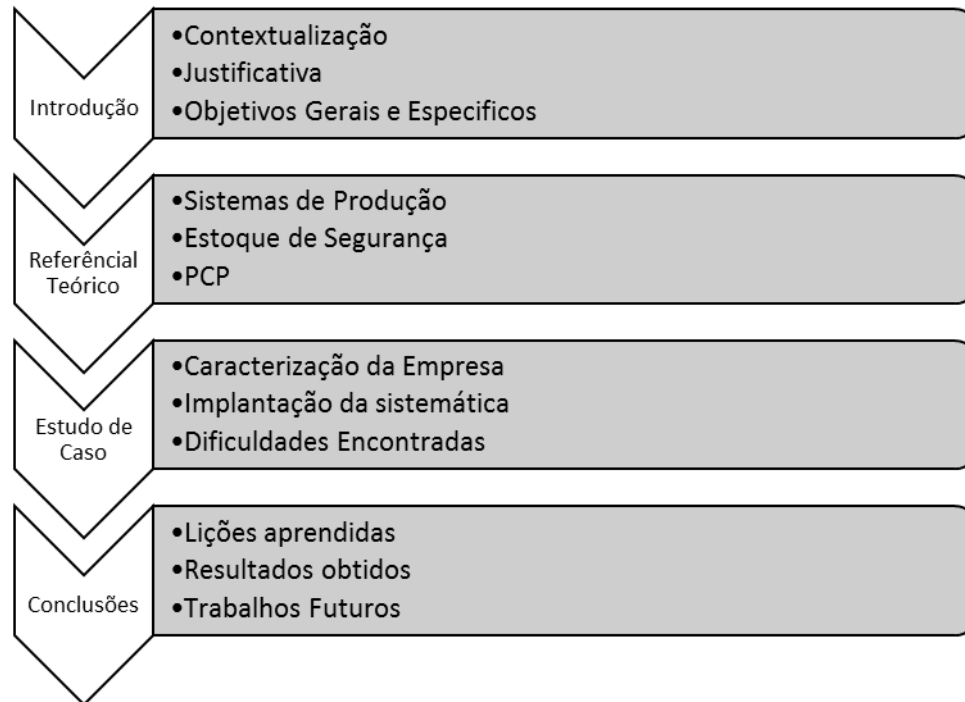 Introdução
•Contextualização
•Justificativa
•Objetivos Gerais e Especificos
Referêncial
Teórico
•Sistemas de Produção
•Estoque de Segurança
•PCP
Estudo de
Caso
•Caracterização da Empresa
•Implantação da sistemática
•Dificuldades Encontradas
Conclusões
•Lições aprendidas
•Resultados obtidos
•Trabalhos Futuros